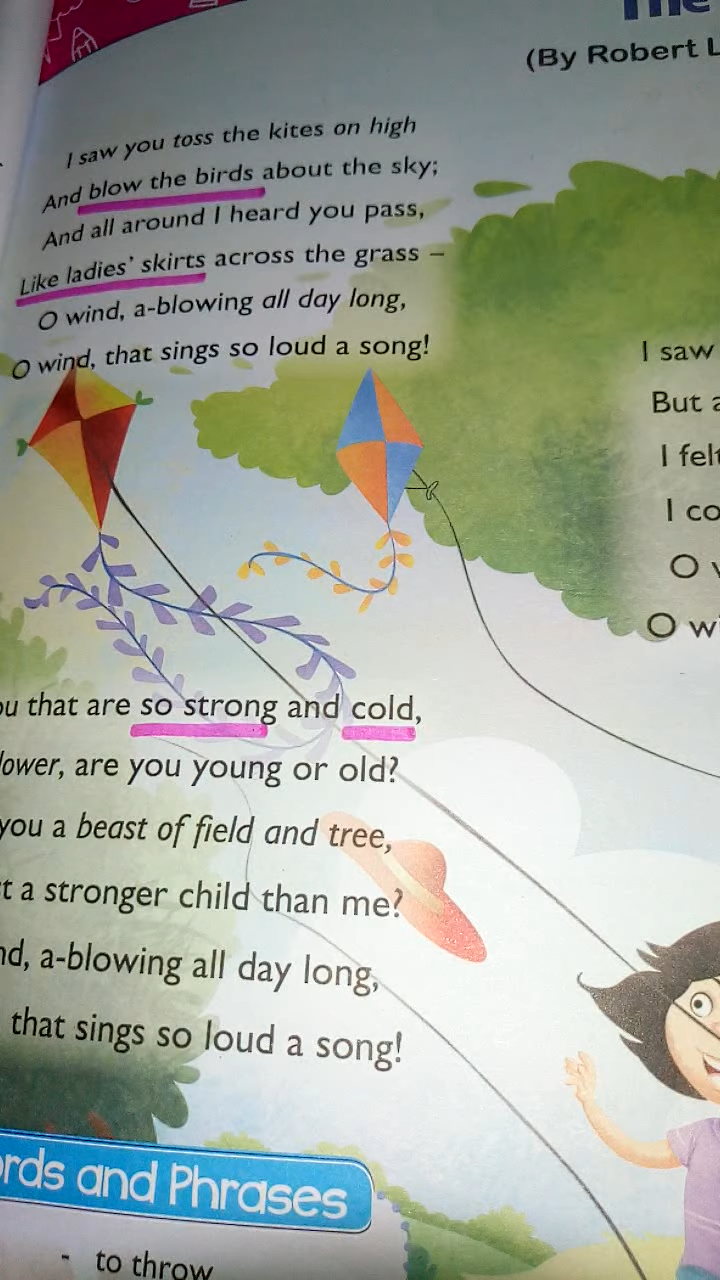 The
(By Robert L
I saw you toss the kites on high
And blow the birds about the sky;
And all around I heard you pass,
Like ladies' skirts across the grass –
O wind, a-blowing all day long,
O wind, that sings so loud a song!
I saw
But a
I felt
I co
O w
O wi
ou that are so strong and cold,
lower, are you young or old?
you a beast of field and tree,
t a stronger child than me?
nd, a-blowing all day long,
that sings so loud a song!
rds and Phrases
- to throw